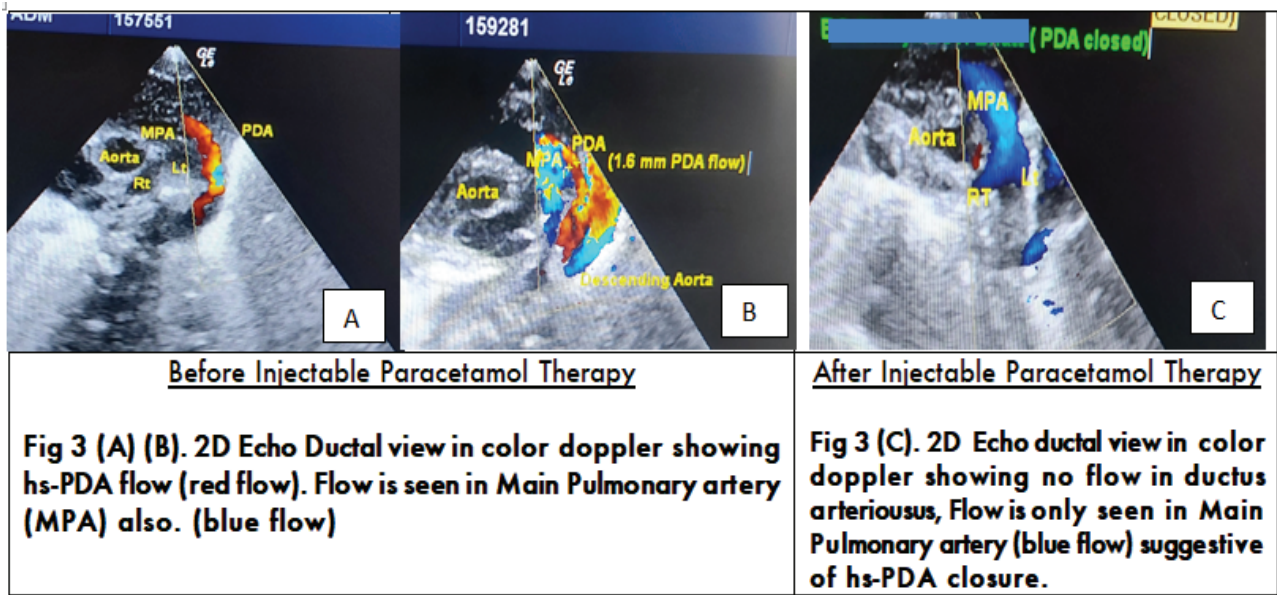 ADM 157551
GE
MPA
PDA
Aorta
Lt
Rt
A
159281
GE
PDA
MPA
(1.6 mm PDA flow)
Aorta
Descending Aorta
B
CLOSED)
( PDA closed)
MPA
Aorta
Lt
RT
C
Before Injectable Paracetamol Therapy
Fig 3 (A) (B). 2D Echo Ductal view in color doppler showing
hs-PDA flow (red flow). Flow is seen in Main Pulmonary artery
(MPA) also. (blue flow)
After Injectable Paracetamol Therapy
Fig 3 (C). 2D Echo ductal view in color
doppler showing no flow in ductus
arteriousus, Flow is only seen in Main
Pulmonary artery (blue flow) suggestive
of hs-PDA closure.